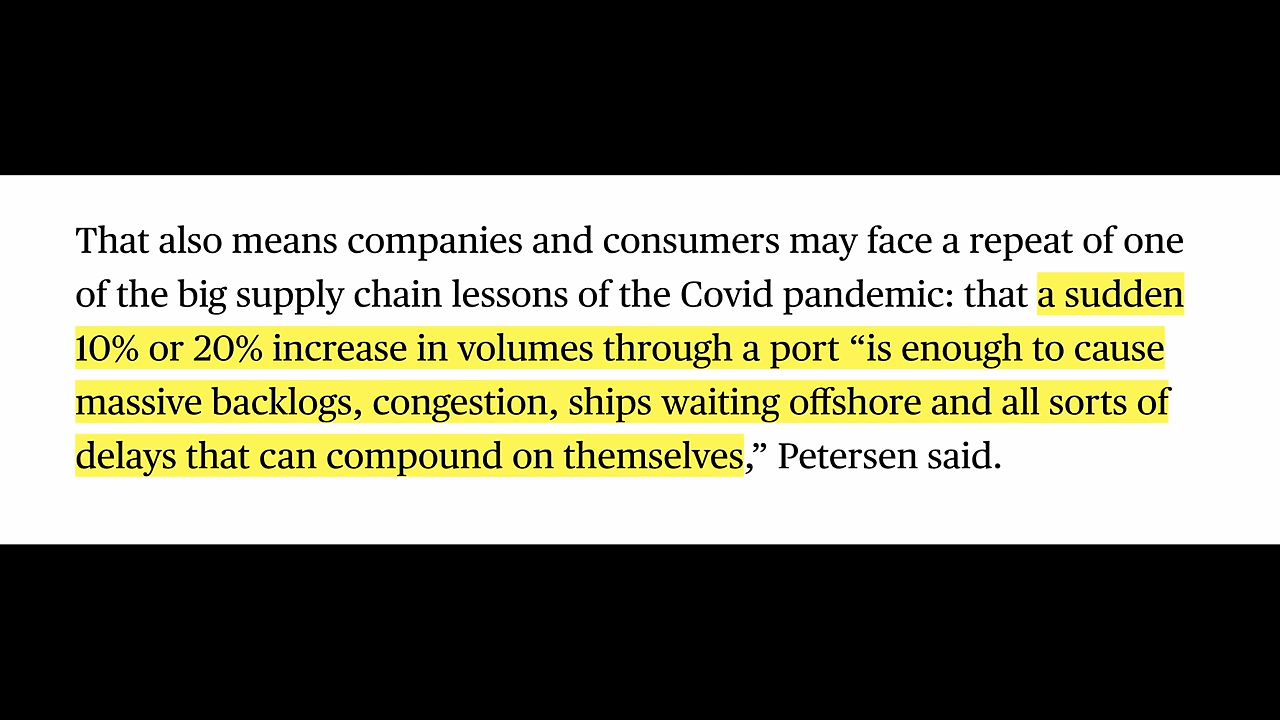 That also means companies and consumers may face a repeat of one
of the big supply chain lessons of the Covid pandemic: that a sudden
10% or 20% increase in volumes through a port “is enough to cause
massive backlogs, congestion, ships waiting offshore and all sorts of
delays that can compound on themselves,” Petersen said.